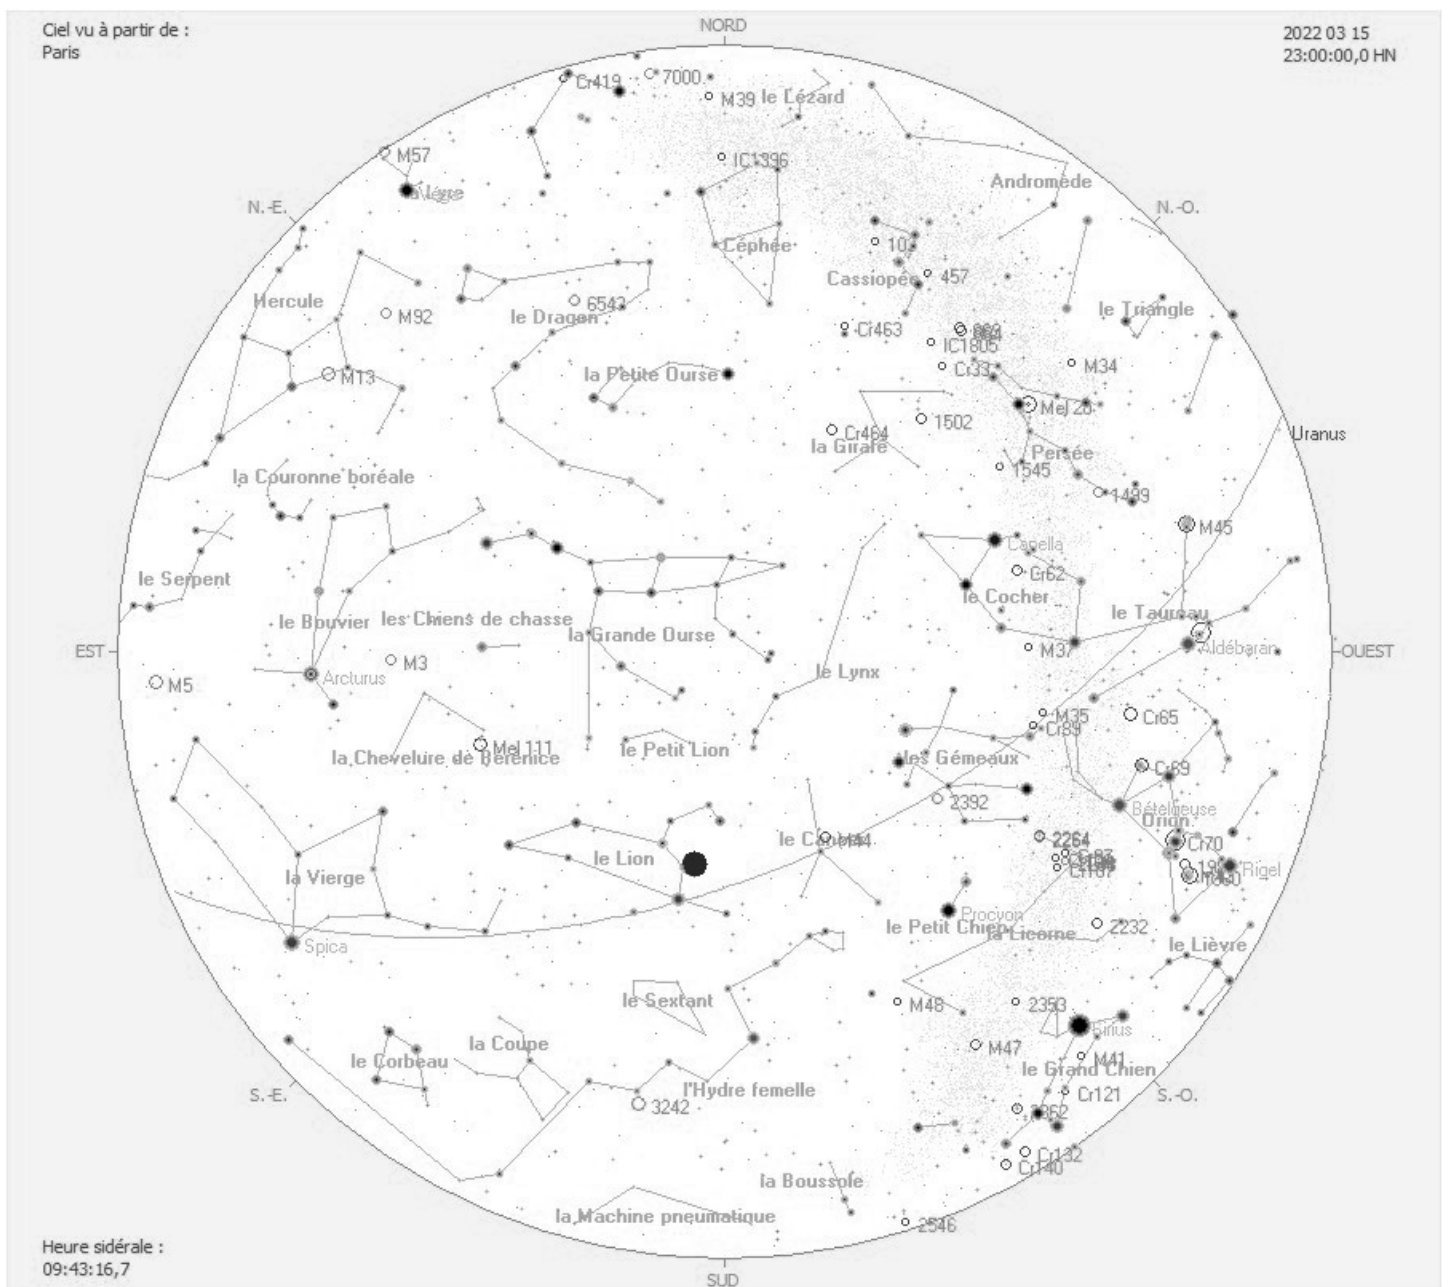 Ciel vu à partir de :
Paris
NORD
2022 03 15
23:00:00,0 HN
Cr419
7000
M39
le Lézard
M57
IC1396
la Lyre
Andromède
N.-E.
N.-O.
Céphée
Cassiopée
457
Hercule
M92
6543
le Dragon
le Triangle
Cr463
IC1805
M34
Cr33
M13
la Petite Ourse
Mel 20
1502
Cr464
la Girafe
Uranus
Persée
1545
la Couronne boréale
1499
M45
Capella
le Serpent
Cr62
le Cocher
le Bouvier
les Chiens de chasse
la Grande Ourse
le Taureau
EST
M3
M37
Aldébaran
OUEST
M5
Arcturus
le Lynx
M35
Cr65
Cr89
la Chevelure de Bérénice
Mel 111
le Petit Lion
les Gémeaux
Cr69
2392
Bételgeuse
Orion
le Cancer
M44
2264
Cr70
le Lion
la Vierge
Rigel
Procyon
le Petit Chien
la Licorne
2232
Spica
le Lièvre
le Sextant
M48
2353
Sirius
la Coupe
le Corbeau
M47
M41
le Grand Chien
l'Hydre femelle
S.-E.
3242
Cr121
S.-O.
2362
Cr132
Cr140
la Boussole
la Machine pneumatique
2546
Heure sidérale :
09:43:16,7
SUD